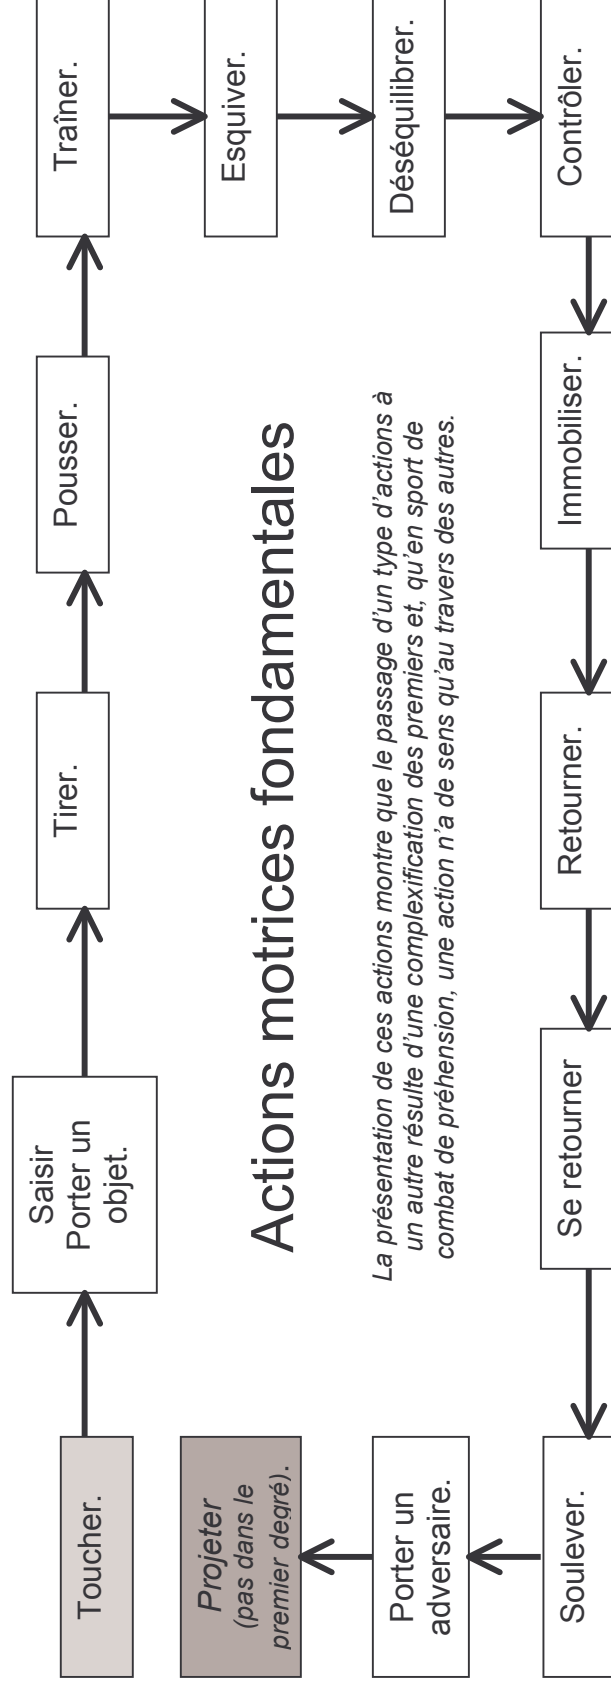 Toucher.
Saisir
Porter un
objet.
Tirer.
Pousser.
Traîner.
Esquiver.
Déséquilibrer.
Contrôler.
Immobiliser.
Retourner.
Se retourner
Soulever.
Porter un
adversaire.
Projeter
(pas dans le
premier degré).
Actions motrices fondamentales
La présentation de ces actions montre que le passage d'un type d'actions à
un autre résulte d'une complexification des premiers et, qu'en sport de
combat de préhension, une action n'a de sens qu'au travers des autres.